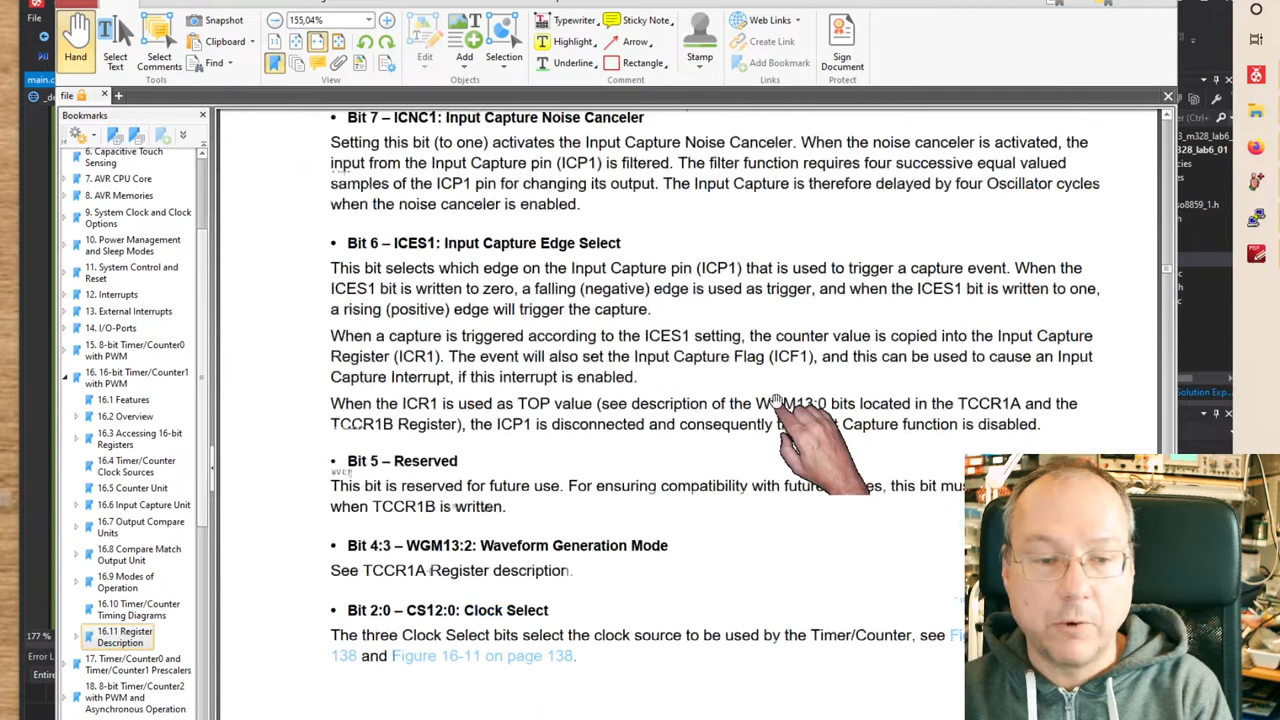 File
Hand
Select Text
Select Comments
Tools
Snapshot
Clipboard
Find
155,04%
View
Edit
Add
Selection
Objects
Typewriter
Highlight
Underline
Sticky Note
Arrow
Rectangle
Comment
Stamp
Web Links
Create Link
Add Bookmark
Links
Sign Document
Protect
main.c
file
Bookmarks
6. Capacitive Touch
Sensing
7. AVR CPU Core
8. AVR Memories
9. System Clock and Clock
Options
10. Power Management
and Sleep Modes
11. System Control and
Reset
12. Interrupts
13. External Interrupts
14. I/O-Ports
15. 8-bit Timer/Counter0
with PWM
16. 16-bit Timer/Counter1
with PWM
16.1 Features
16.2 Overview
16.3 Accessing 16-bit
Registers
16.4 Timer/Counter
Clock Sources
16.5 Counter Unit
16.6 Input Capture Unit
16.7 Output Compare
Units
16.8 Compare Match
Output Unit
16.9 Modes of
Operation
16.10 Timer/Counter
Timing Diagrams
16.11 Register
Description
17. Timer/Counter0 and
Timer/Counter1 Prescalers
18. 8-bit Timer/Counter2
with PWM and
Asynchronous Operation
177 %
Error L
Entire
• Bit 7 – ICNC1: Input Capture Noise Canceler
Setting this bit (to one) activates the Input Capture Noise Canceler. When the noise canceler is activated, the
input from the Input Capture pin (ICP1) is filtered. The filter function requires four successive equal valued
samples of the ICP1 pin for changing its output. The Input Capture is therefore delayed by four Oscillator cycles
when the noise canceler is enabled.
• Bit 6 – ICES1: Input Capture Edge Select
This bit selects which edge on the Input Capture pin (ICP1) that is used to trigger a capture event. When the
ICES1 bit is written to zero, a falling (negative) edge is used as trigger, and when the ICES1 bit is written to one,
a rising (positive) edge will trigger the capture.
When a capture is triggered according to the ICES1 setting, the counter value is copied into the Input Capture
Register (ICR1). The event will also set the Input Capture Flag (ICF1), and this can be used to cause an Input
Capture Interrupt, if this interrupt is enabled.
When the ICR1 is used as TOP value (see description of the WGM13:0 bits located in the TCCR1A and the
TCCR1B Register), the ICP1 is disconnected and consequently Capture function is disabled.
• Bit 5 – Reserved
This bit is reserved for future use. For ensuring compatibility with future this bit
when TCCR1B is written.
• Bit 4:3 – WGM13:2: Waveform Generation Mode
See TCCR1A Register description.
• Bit 2:0 – CS12:0: Clock Select
The three Clock Select bits select the clock source to be used by the Timer/Counter, see
138 and Figure 16-11 on page 138.
_m328_lab6_01
328_lab6_01
so8859_1.h
Solution Exp